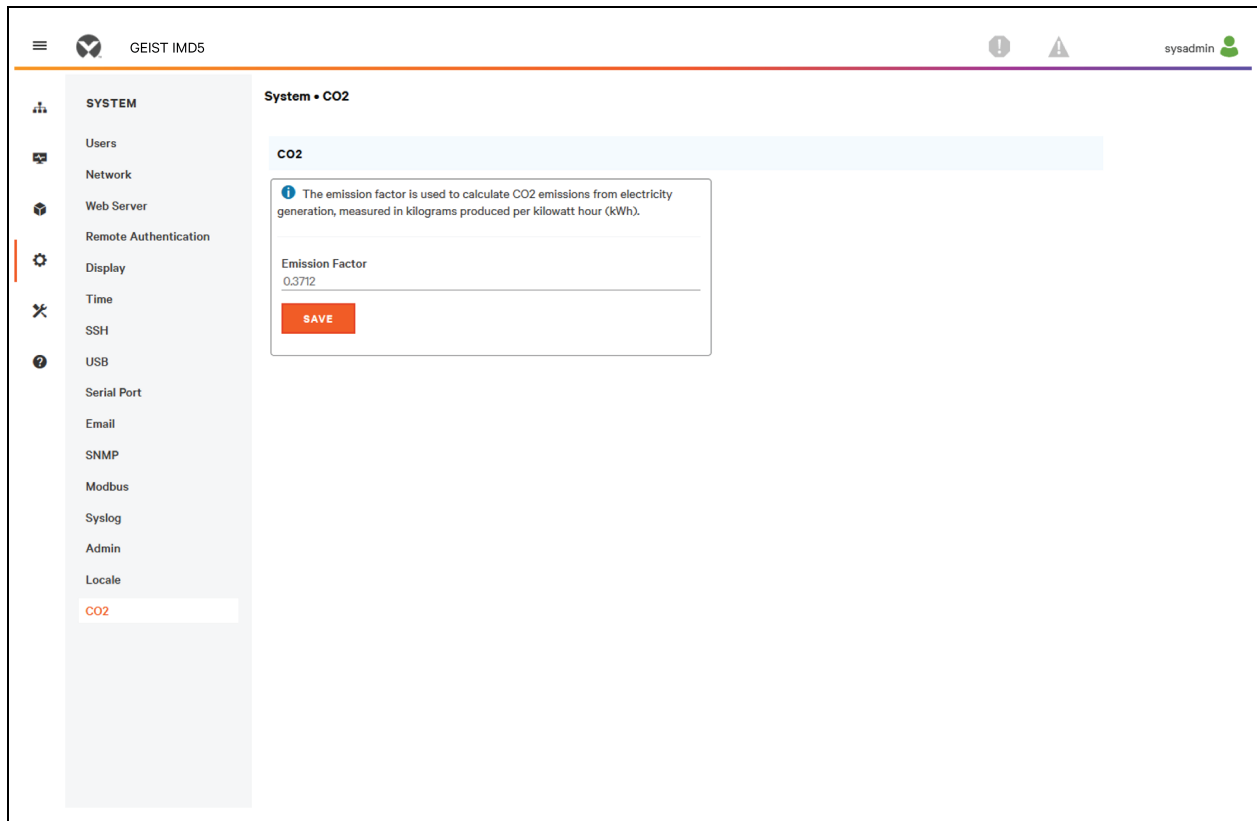 GEIST IMD5
sysadmin
SYSTEM
Users
Network
Web Server
Remote Authentication
Display
Time
SSH
USB
Serial Port
Email
SNMP
Modbus
Syslog
Admin
Locale
CO2
System • CO2
CO2
The emission factor is used to calculate CO2 emissions from electricity
generation, measured in kilograms produced per kilowatt hour (kWh).
Emission Factor
0.3712
SAVE